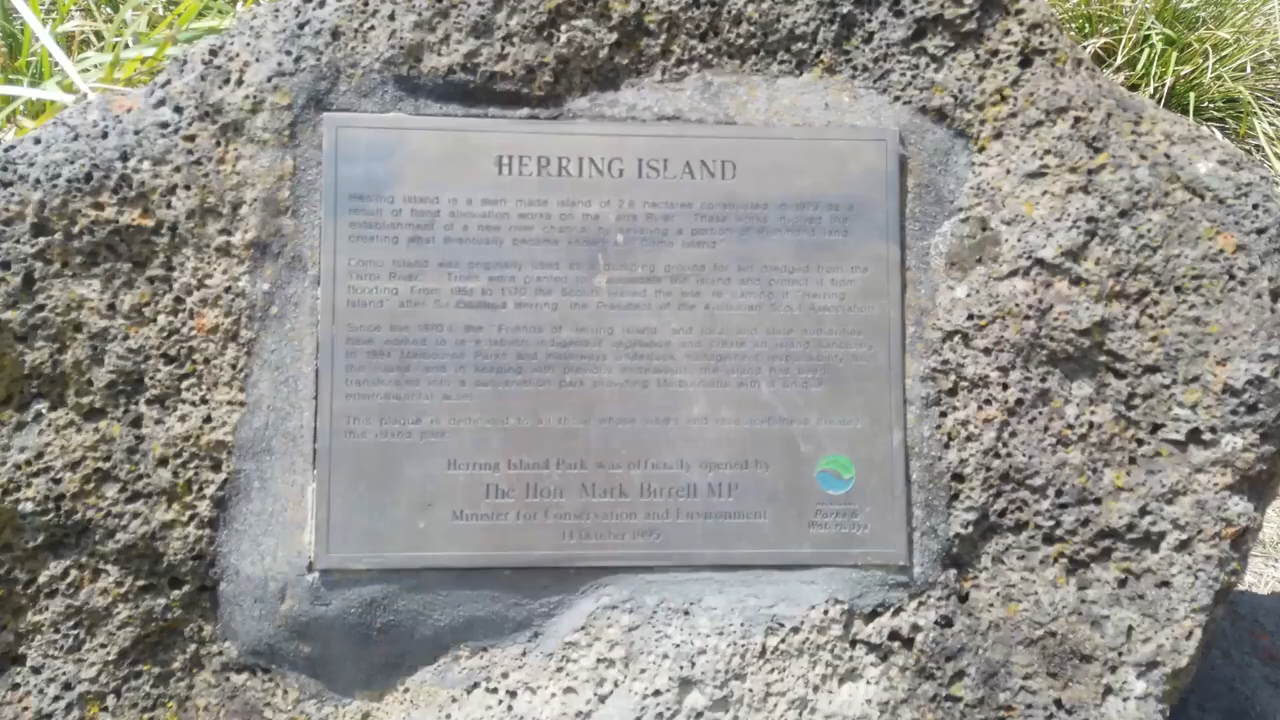 HERRING ISLAND
Herring Island is a man made island of 2.8 hectares constructed in 1929 as a
result of flood alleviation works on the Yarra River. These works involved the
establishment of a new river channel by severing a portion of Richmond land
creating what eventually became known as "Como Island"
Como Island was originally used as a dumping ground for silt dredged from the
Yarra River. Trees were planted to the island and protect it from
flooding. From to the Scouts leased the site re naming it "Herring
Island" after Sir Edmund Herring the President of the Australian Scout Association
Since the 1970's the "Friends of Herring Island" and local and state authorities
have worked to re-establish indigenous vegetation and create an island sanctuary
In 1994 Melbourne Parks and Waterways undertook management responsibility for
the island and in keeping with previous endeavours the island has been
transformed into a conservation park providing Melbourne with a unique
environmental asset
This plaque is dedicated to all those whose and resourcefulness created
this island park
Herring Island Park was officially opened by
The Hon Mark Birrell MP
Minister for Conservation and Environment
11 October 1995
Parks &
Waterways